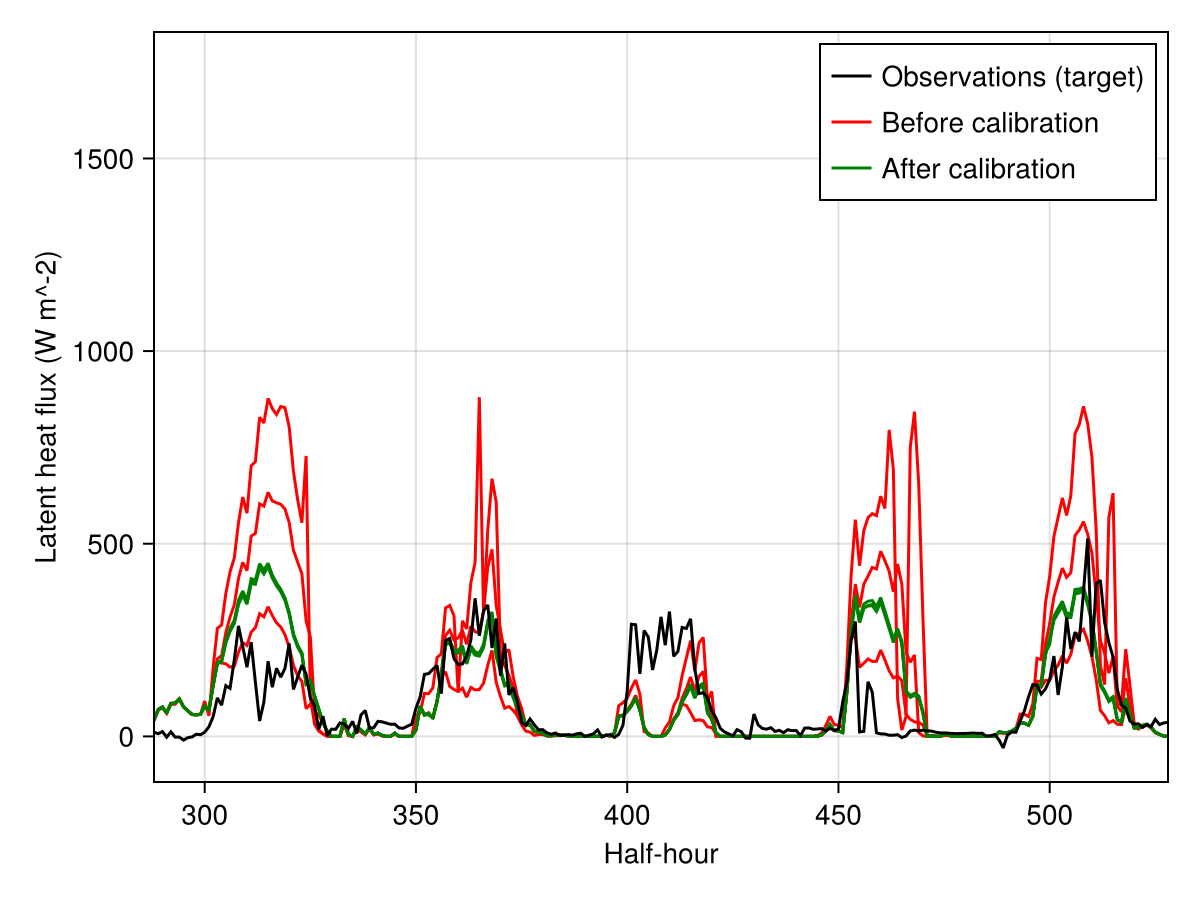 Observations (target)
Before calibration
After calibration
Latent heat flux (W m^-2)
1500
1000
500
0
300
350
400
450
500
Half-hour